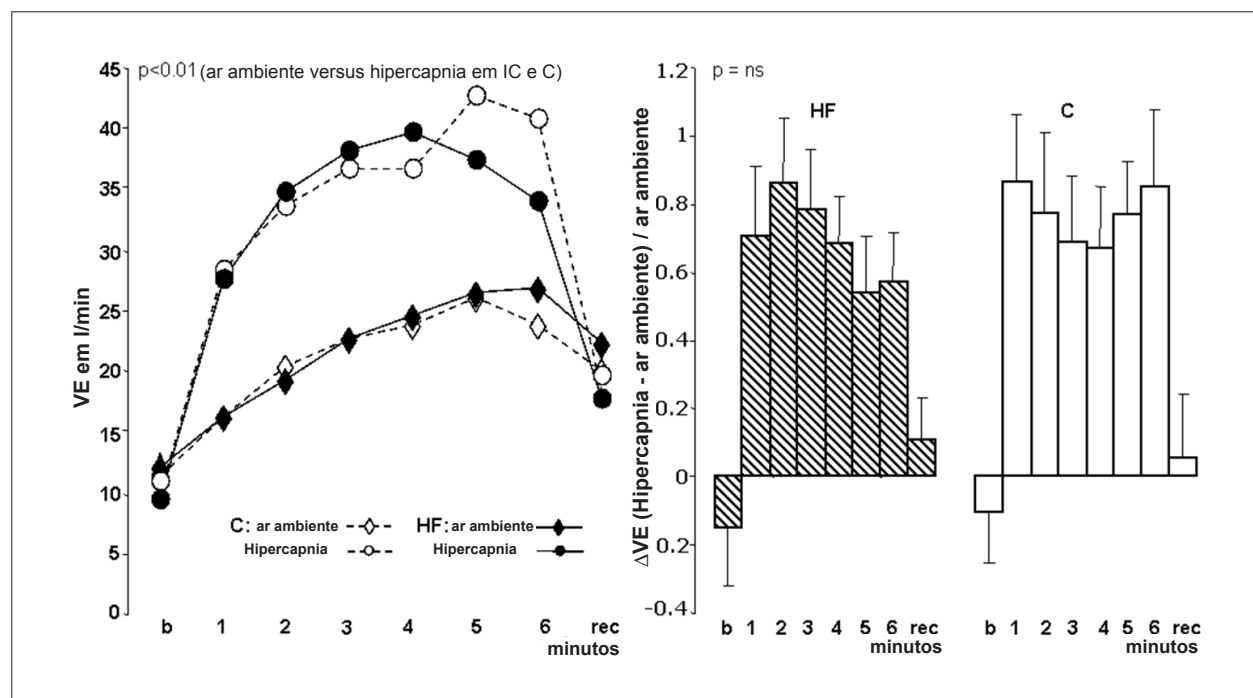 p<0.01 (ar ambiente versus hipercapnia em IC e C)
VE em l/min
45
40
35
30
25
20
15
10
5
0
C: ar ambiente
Hipercapnia
HF: ar ambiente
Hipercapnia
b 1 2 3 4 5 6 rec
minutos
p = ns
HF
C
ΔVE (Hipercapnia - ar ambiente) / ar ambiente
1.2
1
0.8
0.6
0.4
0.2
0
0.2
-0.4
b 1 2 3 4 5 6 rec
minutos
b 1 2 3 4 5 6 rec
minutos